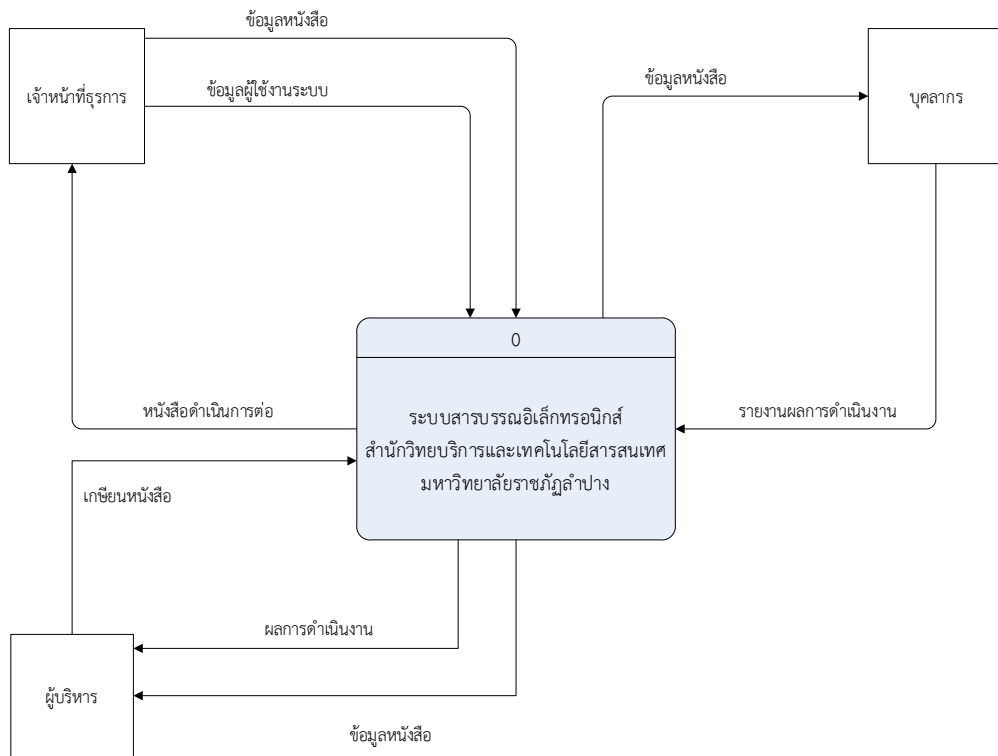 ข้อมูลหนังสือ
เจ้าหน้าที่ธุรการ
ข้อมูลผู้ใช้งานระบบ
ข้อมูลหนังสือ
บุคลากร
0
ระบบสารบรรณอิเล็กทรอนิกส์
สำนักวิทยบริการและเทคโนโลยีสารสนเทศ
มหาวิทยาลัยราชภัฏลำปาง
หนังสือดำเนินการต่อ
รายงานผลการดำเนินงาน
เกษียนหนังสือ
ผลการดำเนินงาน
ผู้บริหาร
ข้อมูลหนังสือ